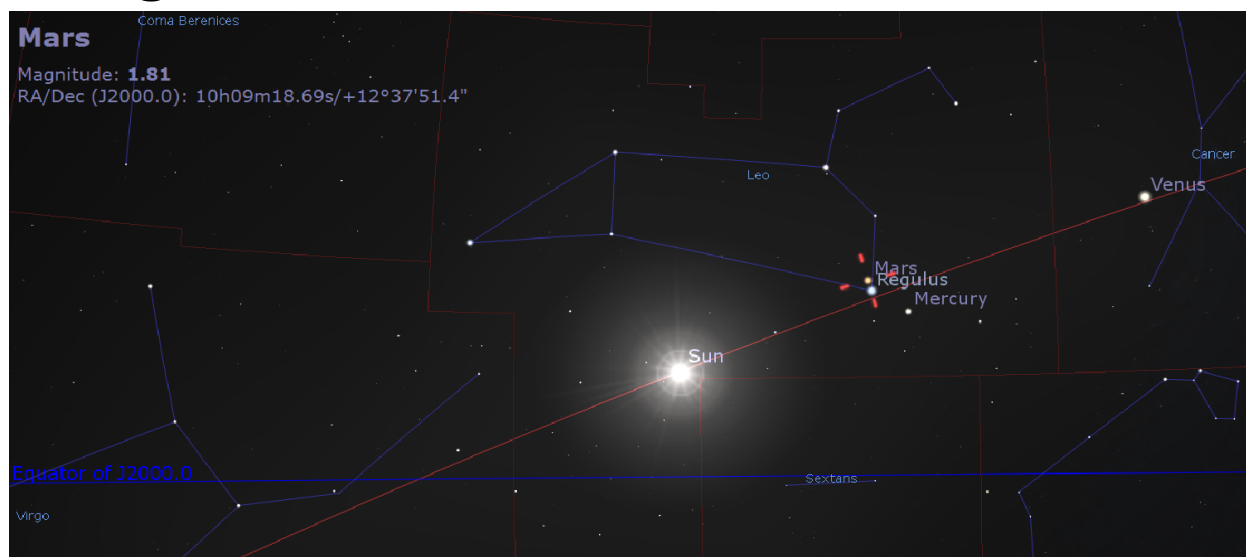 Coma Berenices
Mars
Magnitude: 1.81
RA/Dec (J2000.0): 10h09m18.69s/+12°37'51.4"
Cancer
Leo
Venus
Mars
Regulus
Mercury
Sun
Equator of J2000.0
Sextans
Virgo